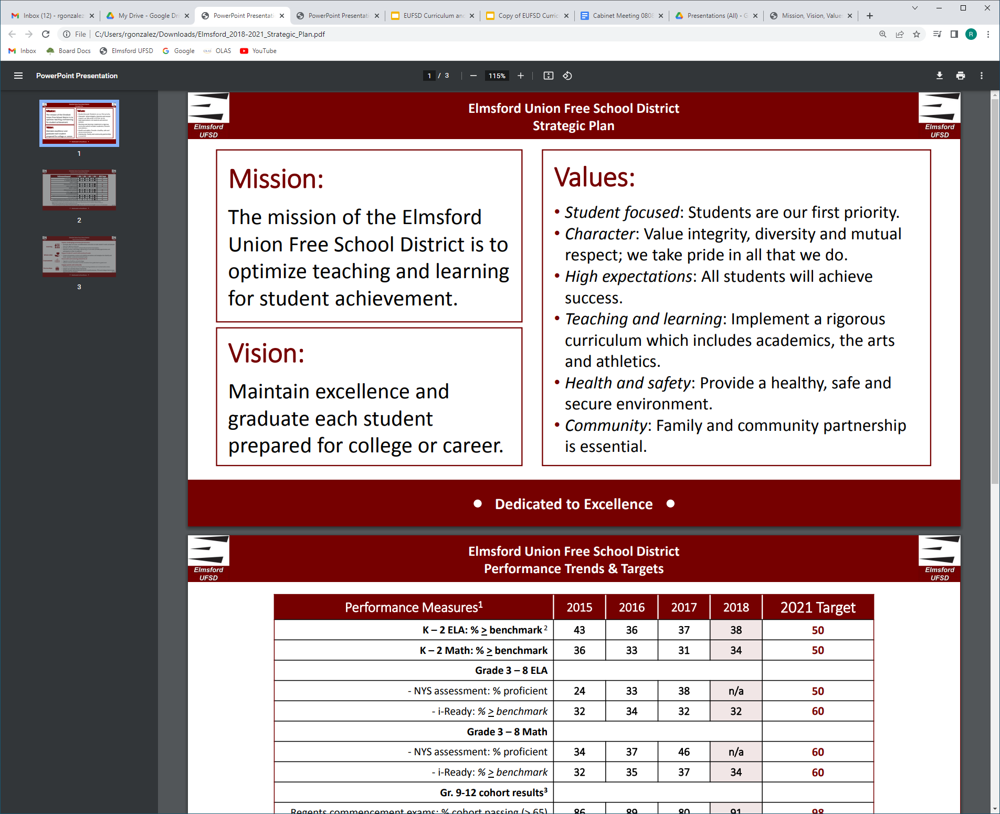 Inbox (12) - rgonzalez
My Drive - Google Dri
PowerPoint Presentati
PowerPoint Presentati
EUFSD Curriculum and
Copy of EUFSD Curric
Cabinet Meeting 0808
Presentations (All) - G
Mission, Vision, Values
File
C:/Users/rgonzalez/Downloads/Elmsford_2018-2021_Strategic_Plan.pdf
R
Inbox
Board Docs
Elmsford UFSD
Google
OLAS
YouTube
PowerPoint Presentation
1 / 3
115%
1
2
3
Elmsford
UFSD
Elmsford Union Free School District
Strategic Plan
Elmsford
UFSD
Mission:
The mission of the Elmsford
Union Free School District is to
optimize teaching and learning
for student achievement.
Vision:
Maintain excellence and
graduate each student
prepared for college or career.
Values:
• Student focused: Students are our first priority.
• Character: Value integrity, diversity and mutual
respect; we take pride in all that we do.
• High expectations: All students will achieve
success.
• Teaching and learning: Implement a rigorous
curriculum which includes academics, the arts
and athletics.
• Health and safety: Provide a healthy, safe and
secure environment.
• Community: Family and community partnership
is essential.
• Dedicated to Excellence •
Elmsford
UFSD
Elmsford Union Free School District
Performance Trends & Targets
Elmsford
UFSD
Performance Measures¹ 2015 2016 2017 2018 2021 Target
K – 2 ELA: % ≥ benchmark ² 43 36 37 38 50
K – 2 Math: % ≥ benchmark 36 33 31 34 50
Grade 3 – 8 ELA
- NYS assessment: % proficient 24 33 38 n/a 50
- i-Ready: % ≥ benchmark 32 34 32 32 60
Grade 3 – 8 Math
- NYS assessment: % proficient 34 37 46 n/a 60
- i-Ready: % ≥ benchmark 32 35 37 34 60
Gr. 9-12 cohort results³
Regents commencement exams: % cohort passing (≥ 65) 86 89 80 91 98